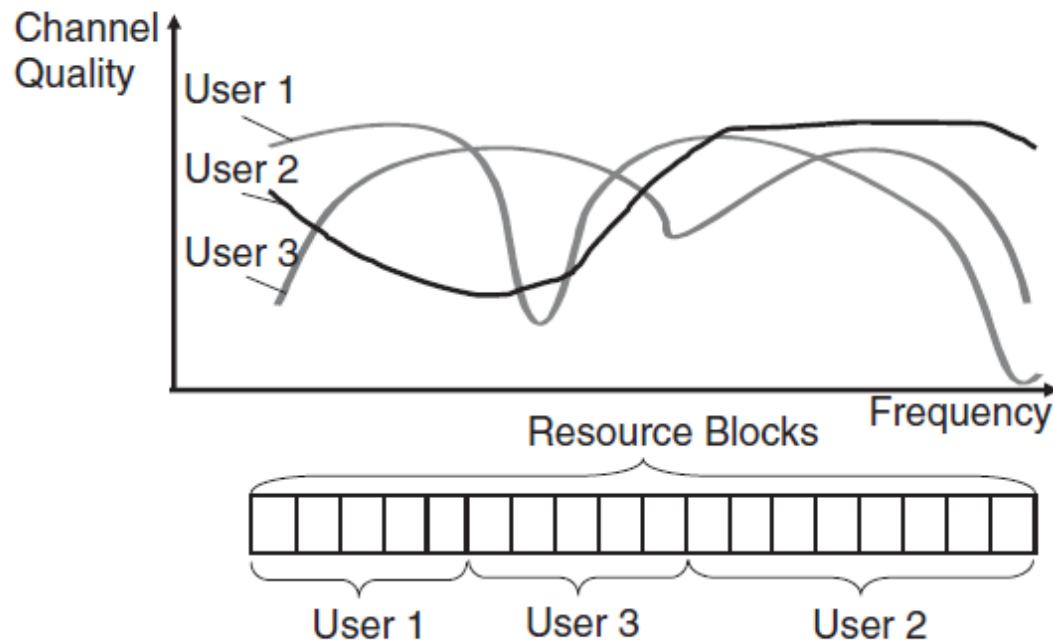 Channel
Quality
User 1
User 2
User 3
Frequency
Resource Blocks
User 1
User 3
User 2